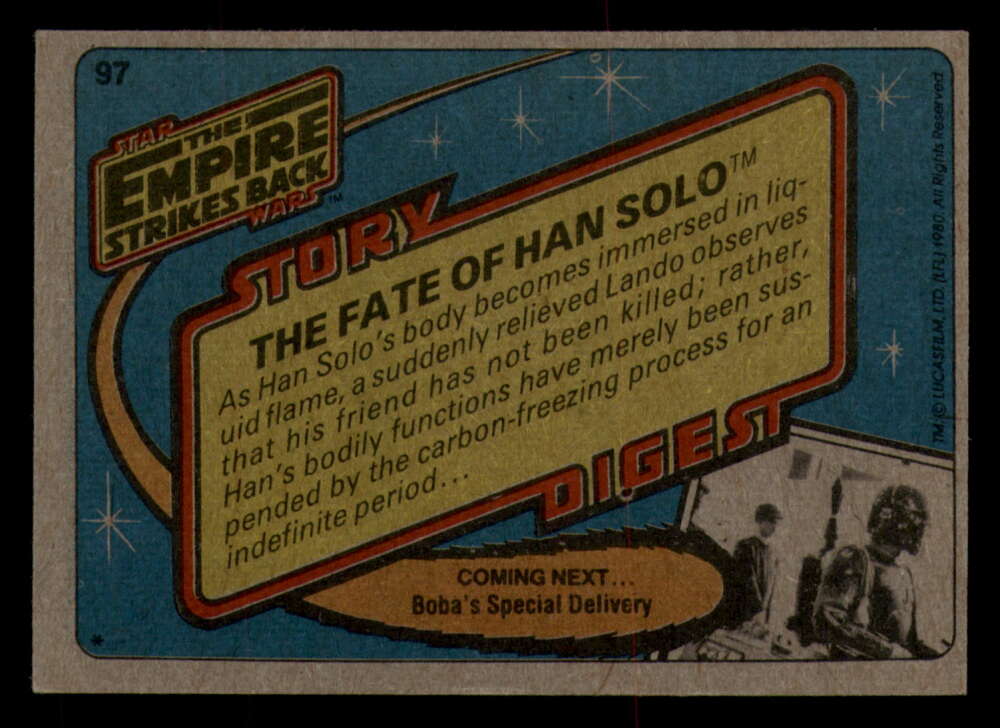 97
STAR
THE
EMPIRE
STRIKES BACK
WARS™
STORY
THE FATE OF HAN SOLO™
As Han Solo's body becomes immersed in liq-
uid flame, a suddenly relieved Lando observes
that his friend has not been killed; rather,
Han's bodily functions have merely been sus-
pended by the carbon-freezing process for an
indefinite period...
DIGEST
COMING NEXT...
Boba's Special Delivery
*
TM: © LUCASFILM, LTD. (LFL) 1980. All Rights Reserved